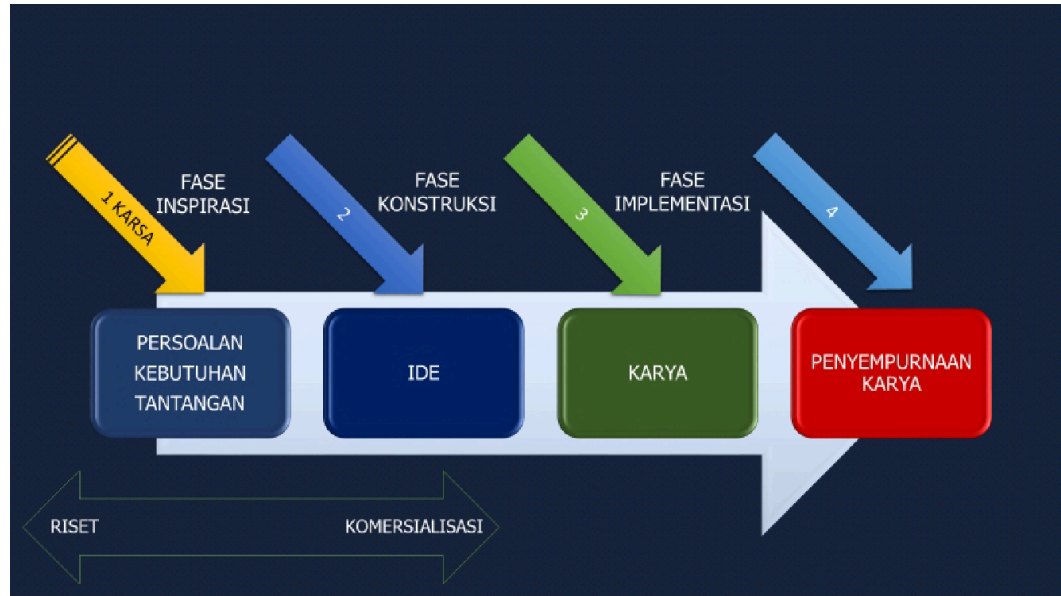 1 KARSA
FASE
INSPIRASI
2
FASE
KONSTRUKSI
3
FASE
IMPLEMENTASI
4
PERSOALAN
KEBUTUHAN
TANTANGAN
IDE
KARYA
PENYEMPURNAAN
KARYA
RISET
KOMERSIALISASI